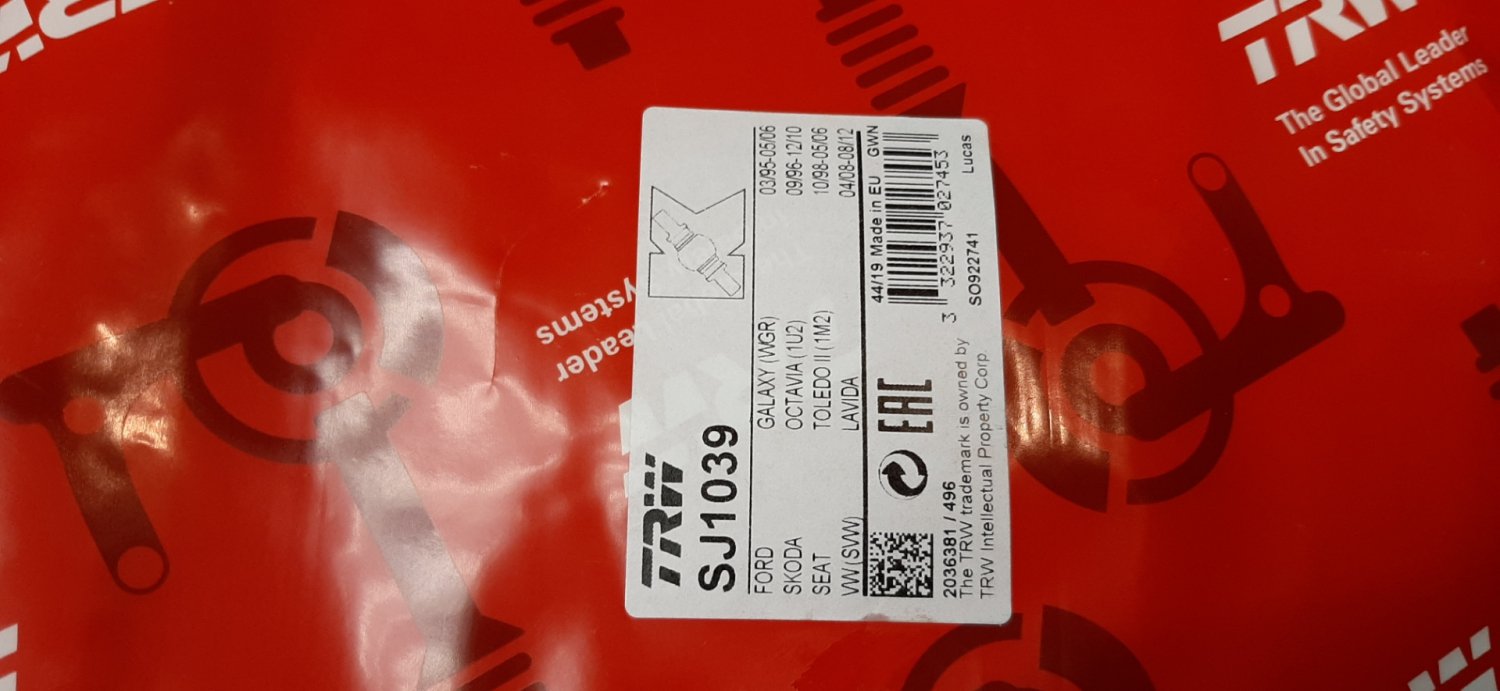 TRW
The Global Leader
In Safety Systems
eader
ystems
TRW
SJ1039
FORD GALAXY (WGR) 03/95-05/06
SKODA OCTAVIA (1U2) 09/96-12/10
SEAT TOLEDO II (1M2) 10/98-05/06
VW (SVW) LAVIDA 04/08-08/12
EAC
44/19 Made in EU GWN
3 322937 027453
2036381 / 496
SO922741 Lucas
The TRW trademark is owned by
TRW Intellectual Property Corp.